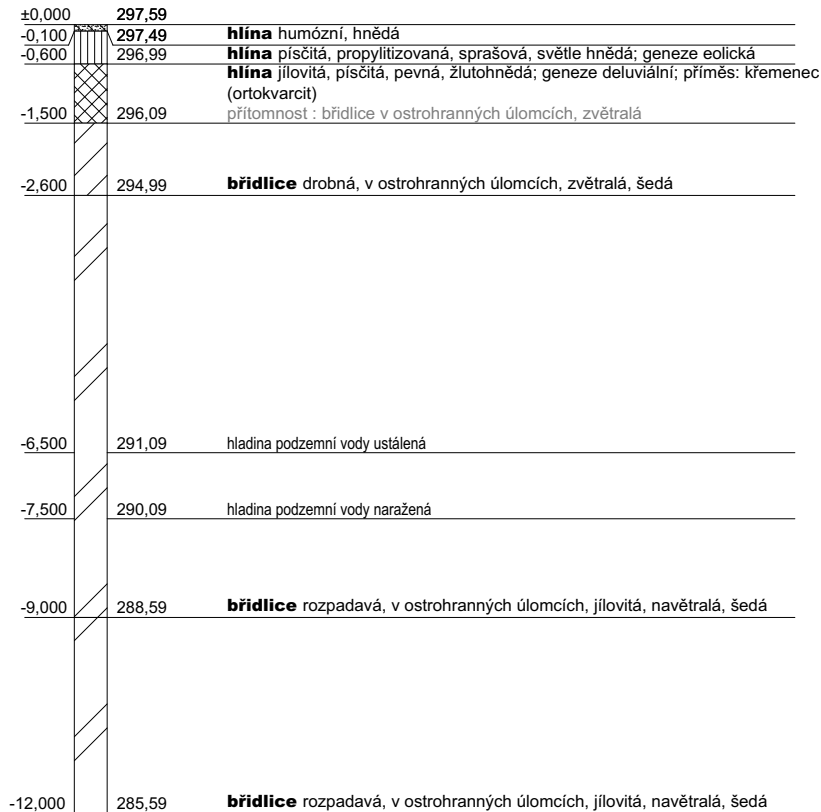 ±0,000 297,59
-0,100 297,49 hlína humózní, hnědá
-0,600 296,99 hlína písčitá, propylitizovaná, sprašová, světle hnědá; geneze eolická
hlína jílovitá, písčitá, pevná, žlutohnědá; geneze deluviální; příměs: křemenec
(ortokvarcit)
-1,500 296,09 přítomnost : břidlice v ostrohranných úlomcích, zvětralá
-2,600 294,99 břidlice drobná, v ostrohranných úlomcích, zvětralá, šedá
-6,500 291,09 hladina podzemní vody ustálená
-7,500 290,09 hladina podzemní vody naražená
-9,000 288,59 břidlice rozpadavá, v ostrohranných úlomcích, jílovitá, navětralá, šedá
-12,000 285,59 břidlice rozpadavá, v ostrohranných úlomcích, jílovitá, navětralá, šedá